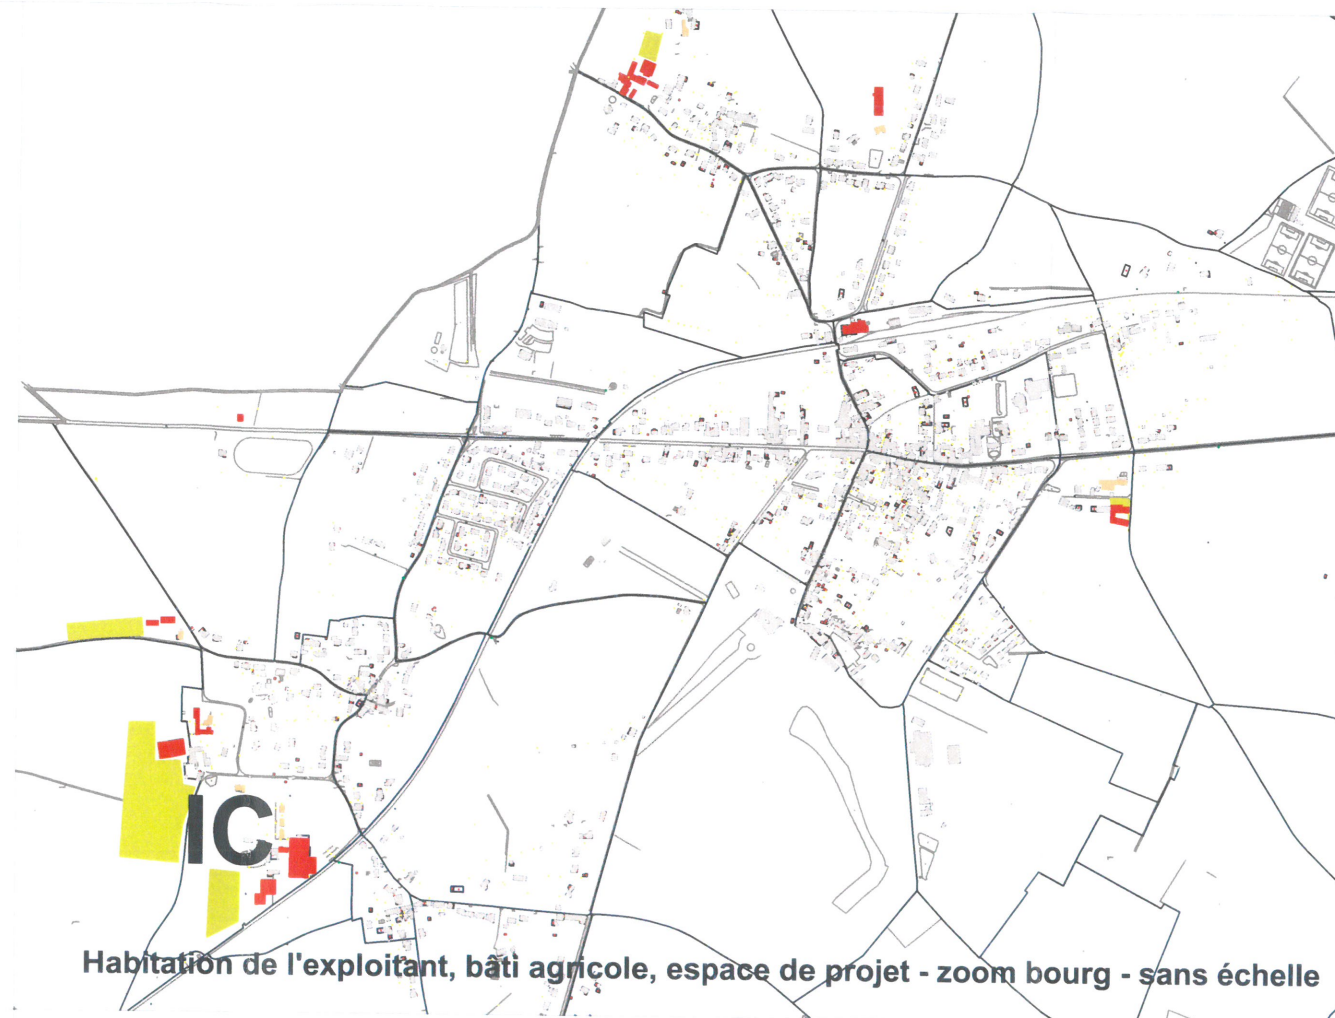 IC
Habitation de l'exploitant, bâti agricole, espace de projet - zoom bourg - sans échelle